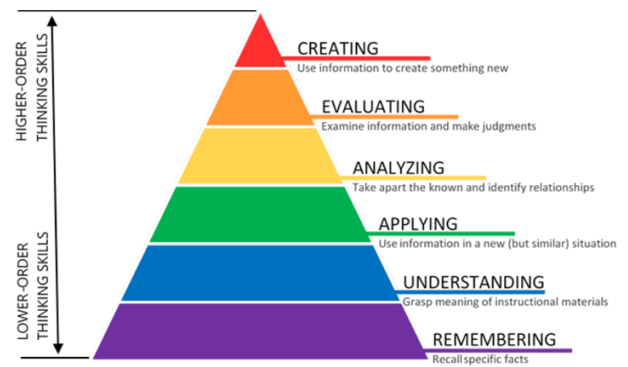 HIGHER-ORDER
THINKING SKILLS
CREATING
Use information to create something new
EVALUATING
Examine information and make judgments
ANALYZING
Take apart the known and identify relationships
APPLYING
Use information in a new (but similar) situation
LOWER-ORDER
THINKING SKILLS
UNDERSTANDING
Grasp meaning of instructional materials
REMEMBERING
Recall specific facts